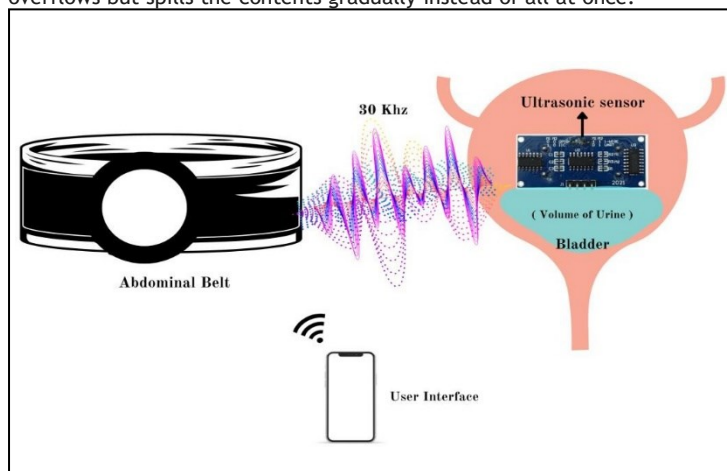 overflows but spills the contents gradually instead of all at once.
30 Khz
Ultrasonic sensor
( Volume of Urine )
Bladder
Abdominal Belt
User Interface